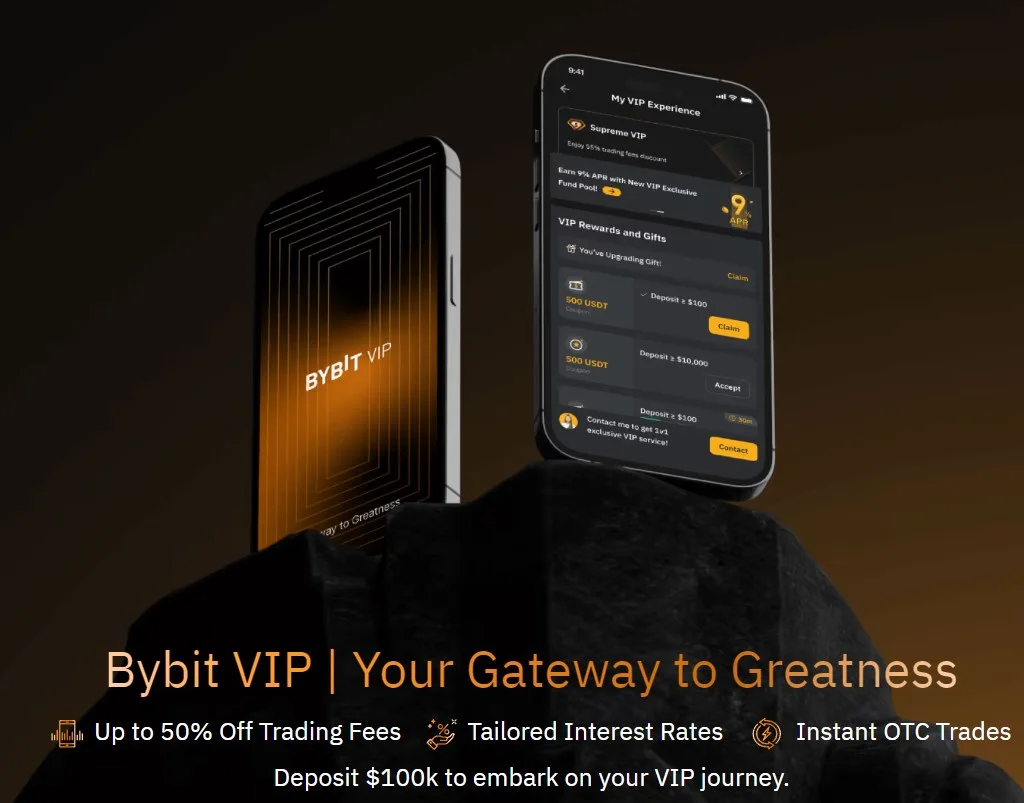 9:41
My VIP Experience
Supreme VIP
Enjoy 55% trading fees discount
Earn 9% APR with New VIP Exclusive
Fund Pool!
9%
APR
VIP Rewards and Gifts
You've Upgrading Gift!
Claim
500 USDT
Coupon
Deposit ≥ $100
Claim
500 USDT
Coupon
Deposit ≥ $10,000
Accept
Deposit ≥ $100
Contact me to get 1v1
exclusive VIP service!
Contact
BYBIT VIP
way to Greatness
Bybit VIP | Your Gateway to Greatness
Up to 50% Off Trading Fees
Tailored Interest Rates
Instant OTC Trades
Deposit $100k to embark on your VIP journey.